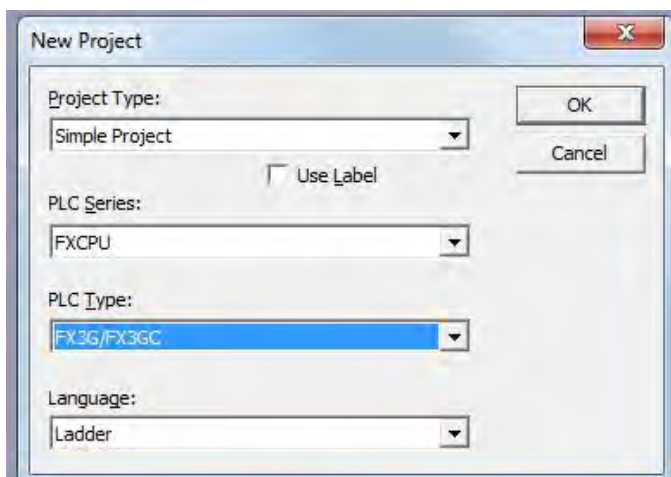 New Project
Project Type:
OK
Simple Project
Cancel
Use Label
PLC Series:
FXCPU
PLC Type:
FX3G/FX3GC
Language:
Ladder